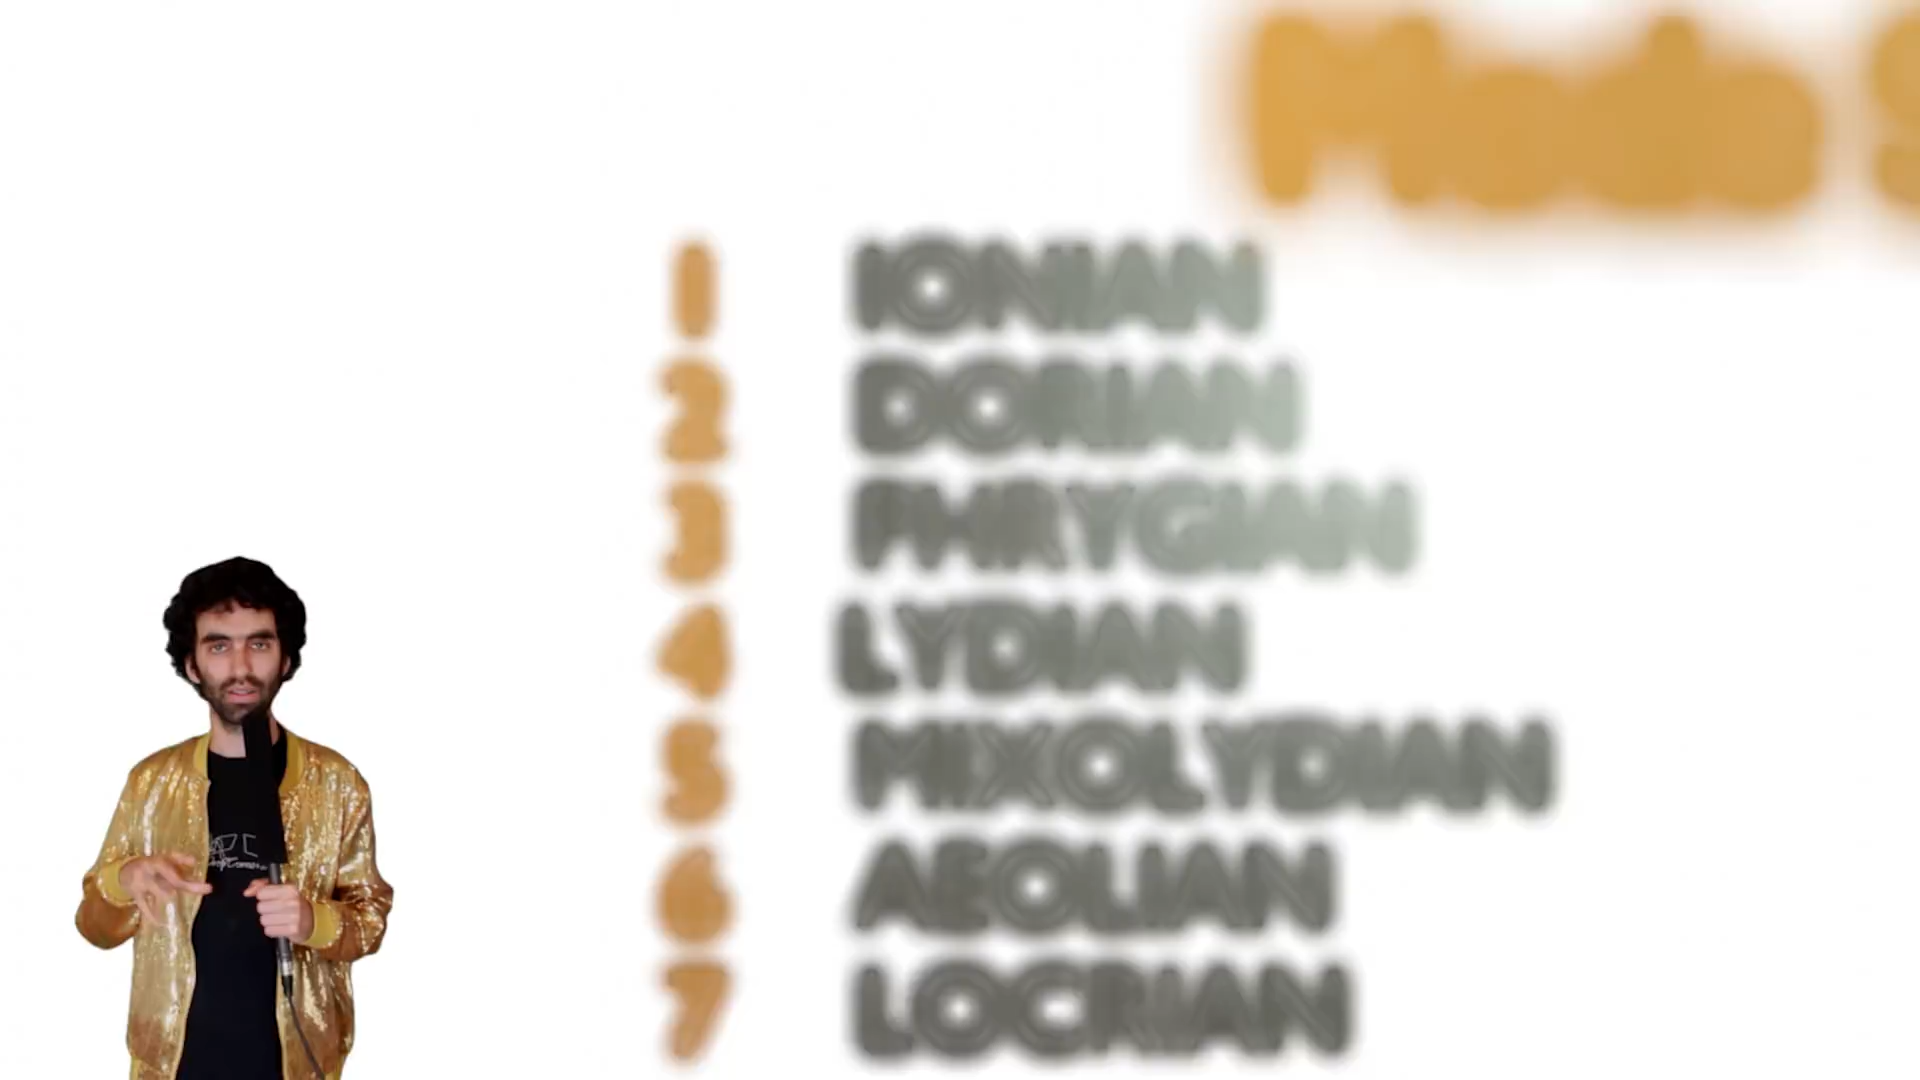 1 IONIAN
2 DORIAN
3 PHRYGIAN
4 LYDIAN
5 MIXOLYDIAN
6 AEOLIAN
7 LOCRIAN